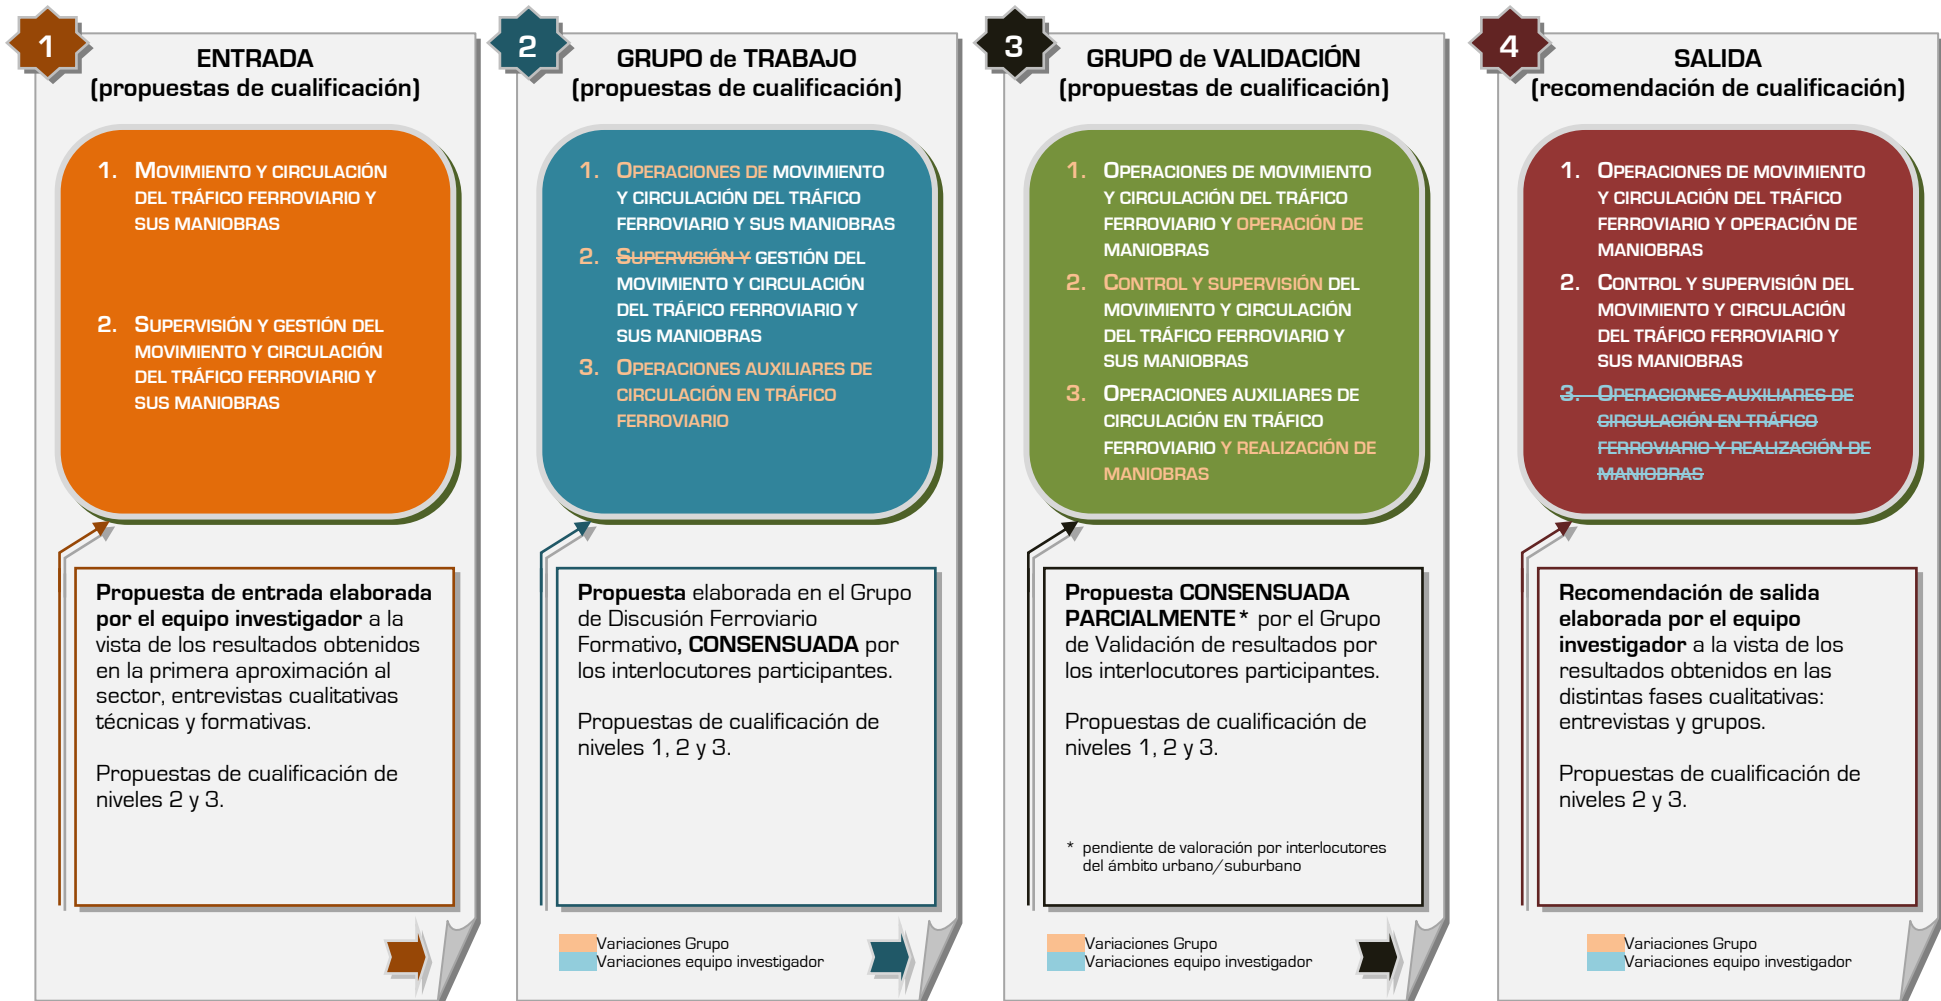 1
ENTRADA
(propuestas de cualificación)
1. MOVIMIENTO Y CIRCULACIÓN
DEL TRÁFICO FERROVIARIO Y
SUS MANIOBRAS
2. SUPERVISIÓN Y GESTIÓN DEL
MOVIMIENTO Y CIRCULACIÓN
DEL TRÁFICO FERROVIARIO Y
SUS MANIOBRAS
Propuesta de entrada elaborada
por el equipo investigador a la
vista de los resultados obtenidos
en la primera aproximación al
sector, entrevistas cualitativas
técnicas y formativas.
Propuestas de cualificación de
niveles 2 y 3.
2
GRUPO de TRABAJO
(propuestas de cualificación)
1. OPERACIONES DE MOVIMIENTO
Y CIRCULACIÓN DEL TRÁFICO
FERROVIARIO Y SUS MANIOBRAS
2. SUPERVISIÓN Y GESTIÓN DEL
MOVIMIENTO Y CIRCULACIÓN
DEL TRÁFICO FERROVIARIO Y
SUS MANIOBRAS
3. OPERACIONES AUXILIARES DE
CIRCULACIÓN EN TRÁFICO
FERROVIARIO
Propuesta elaborada en el Grupo
de Discusión Ferroviario
Formativo, CONSENSUADA por
los interlocutores participantes.
Propuestas de cualificación de
niveles 1, 2 y 3.
Variaciones Grupo
Variaciones equipo investigador
3
GRUPO de VALIDACIÓN
(propuestas de cualificación)
1. OPERACIONES DE MOVIMIENTO
Y CIRCULACIÓN DEL TRÁFICO
FERROVIARIO Y OPERACIÓN DE
MANIOBRAS
2. CONTROL Y SUPERVISIÓN DEL
MOVIMIENTO Y CIRCULACIÓN
DEL TRÁFICO FERROVIARIO Y
SUS MANIOBRAS
3. OPERACIONES AUXILIARES DE
CIRCULACIÓN EN TRÁFICO
FERROVIARIO Y REALIZACIÓN DE
MANIOBRAS
Propuesta CONSENSUADA
PARCIALMENTE* por el Grupo
de Validación de resultados por
los interlocutores participantes.
Propuestas de cualificación de
niveles 1, 2 y 3.
* pendiente de valoración por interlocutores
del ámbito urbano/suburbano
Variaciones Grupo
Variaciones equipo investigador
4
SALIDA
(recomendación de cualificación)
1. OPERACIONES DE MOVIMIENTO
Y CIRCULACIÓN DEL TRÁFICO
FERROVIARIO Y OPERACIÓN DE
MANIOBRAS
2. CONTROL Y SUPERVISIÓN DEL
MOVIMIENTO Y CIRCULACIÓN
DEL TRÁFICO FERROVIARIO Y
SUS MANIOBRAS
3. OPERACIONES AUXILIARES DE
CIRCULACIÓN EN TRÁFICO
FERROVIARIO Y REALIZACIÓN DE
MANIOBRAS
Recomendación de salida
elaborada por el equipo
investigador a la vista de los
resultados obtenidos en las
distintas fases cualitativas:
entrevistas y grupos.
Propuestas de cualificación de
niveles 2 y 3.
Variaciones Grupo
Variaciones equipo investigador